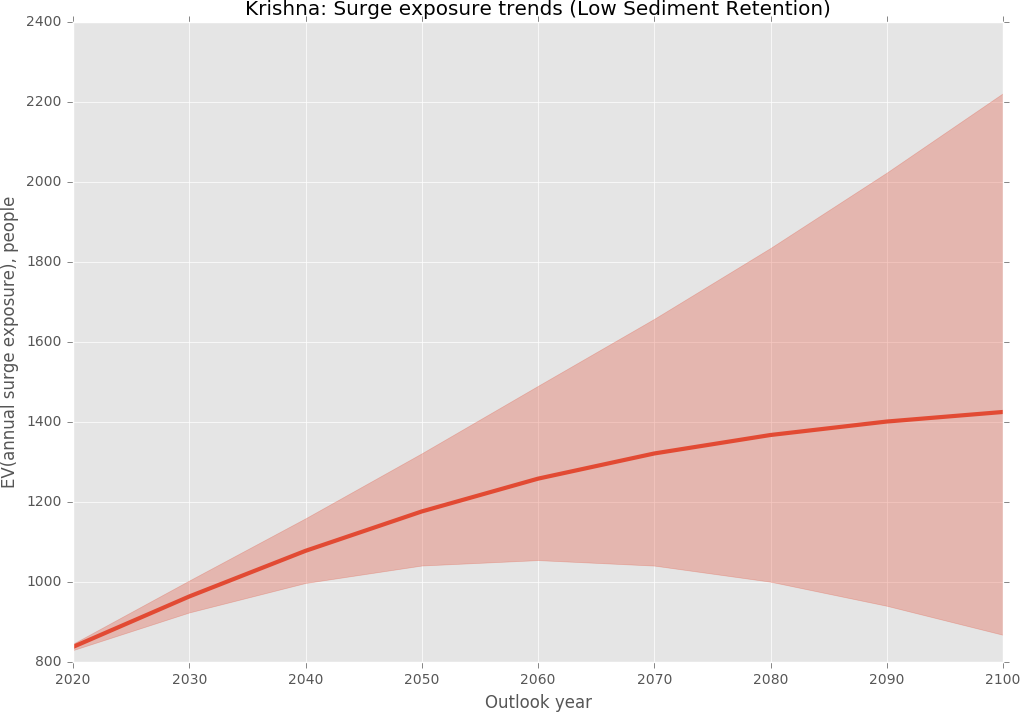 Krishna: Surge exposure trends (Low Sediment Retention)
2400
2200
2000
1800
1600
1400
1200
1000
800
EV(annual surge exposure), people
2020 2030 2040 2050 2060 2070 2080 2090 2100
Outlook year